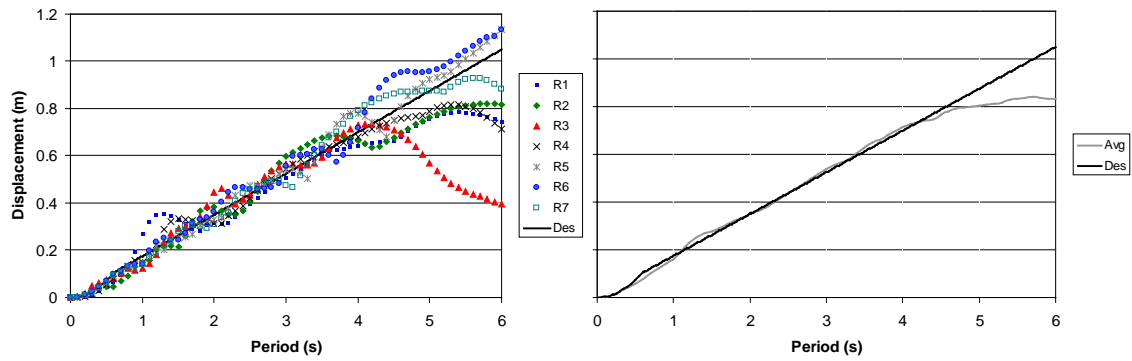 1.2
1
0.8
0.6
0.4
0.2
0
Displacement (m)
0 1 2 3 4 5 6
Period (s)
R1
R2
R3
R4
R5
R6
R7
Des
0 1 2 3 4 5 6
Period (s)
Avg
Des